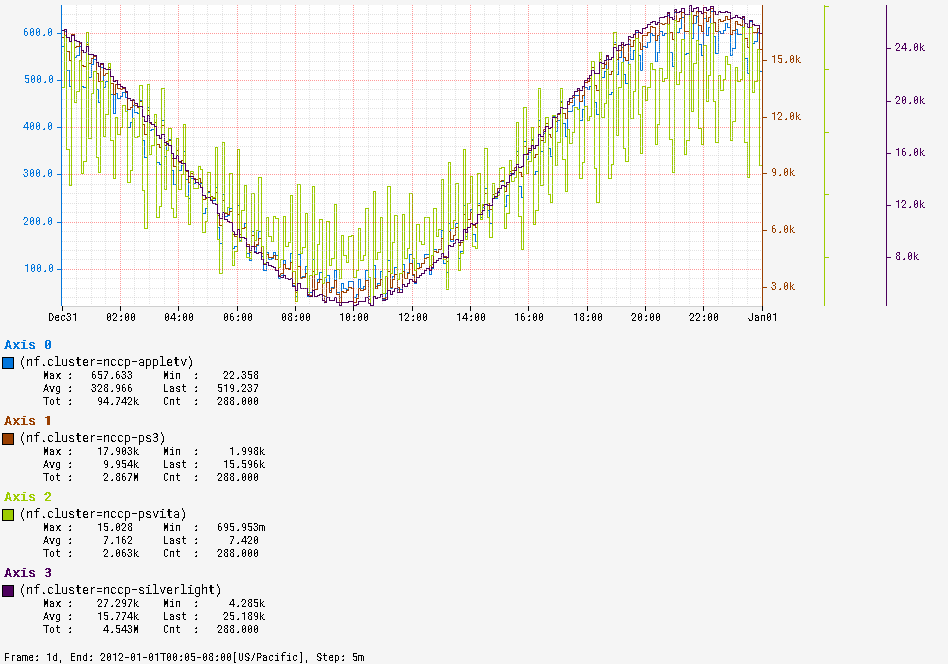 600.0
500.0
400.0
300.0
200.0
100.0
15.0k
12.0k
9.0k
6.0k
3.0k
24.0k
20.0k
16.0k
12.0k
8.0k
Dec31 02:00 04:00 06:00 08:00 10:00 12:00 14:00 16:00 18:00 20:00 22:00 Jan01
Axis 0
(nf.cluster=nccp-appletv)
Max : 657.633 Min : 22.358
Avg : 328.966 Last : 519.237
Tot : 94.742k Cnt : 288.000
Axis 1
(nf.cluster=nccp-ps3)
Max : 17.903k Min : 1.998k
Avg : 9.954k Last : 15.596k
Tot : 2.867M Cnt : 288.000
Axis 2
(nf.cluster=nccp-psvita)
Max : 15.028 Min : 695.953m
Avg : 7.162 Last : 7.420
Tot : 2.063k Cnt : 288.000
Axis 3
(nf.cluster=nccp-silverlight)
Max : 27.297k Min : 4.285k
Avg : 15.774k Last : 25.189k
Tot : 4.543M Cnt : 288.000
Frame: 1d, End: 2012-01-01T00:05-08:00[US/Pacific], Step: 5m